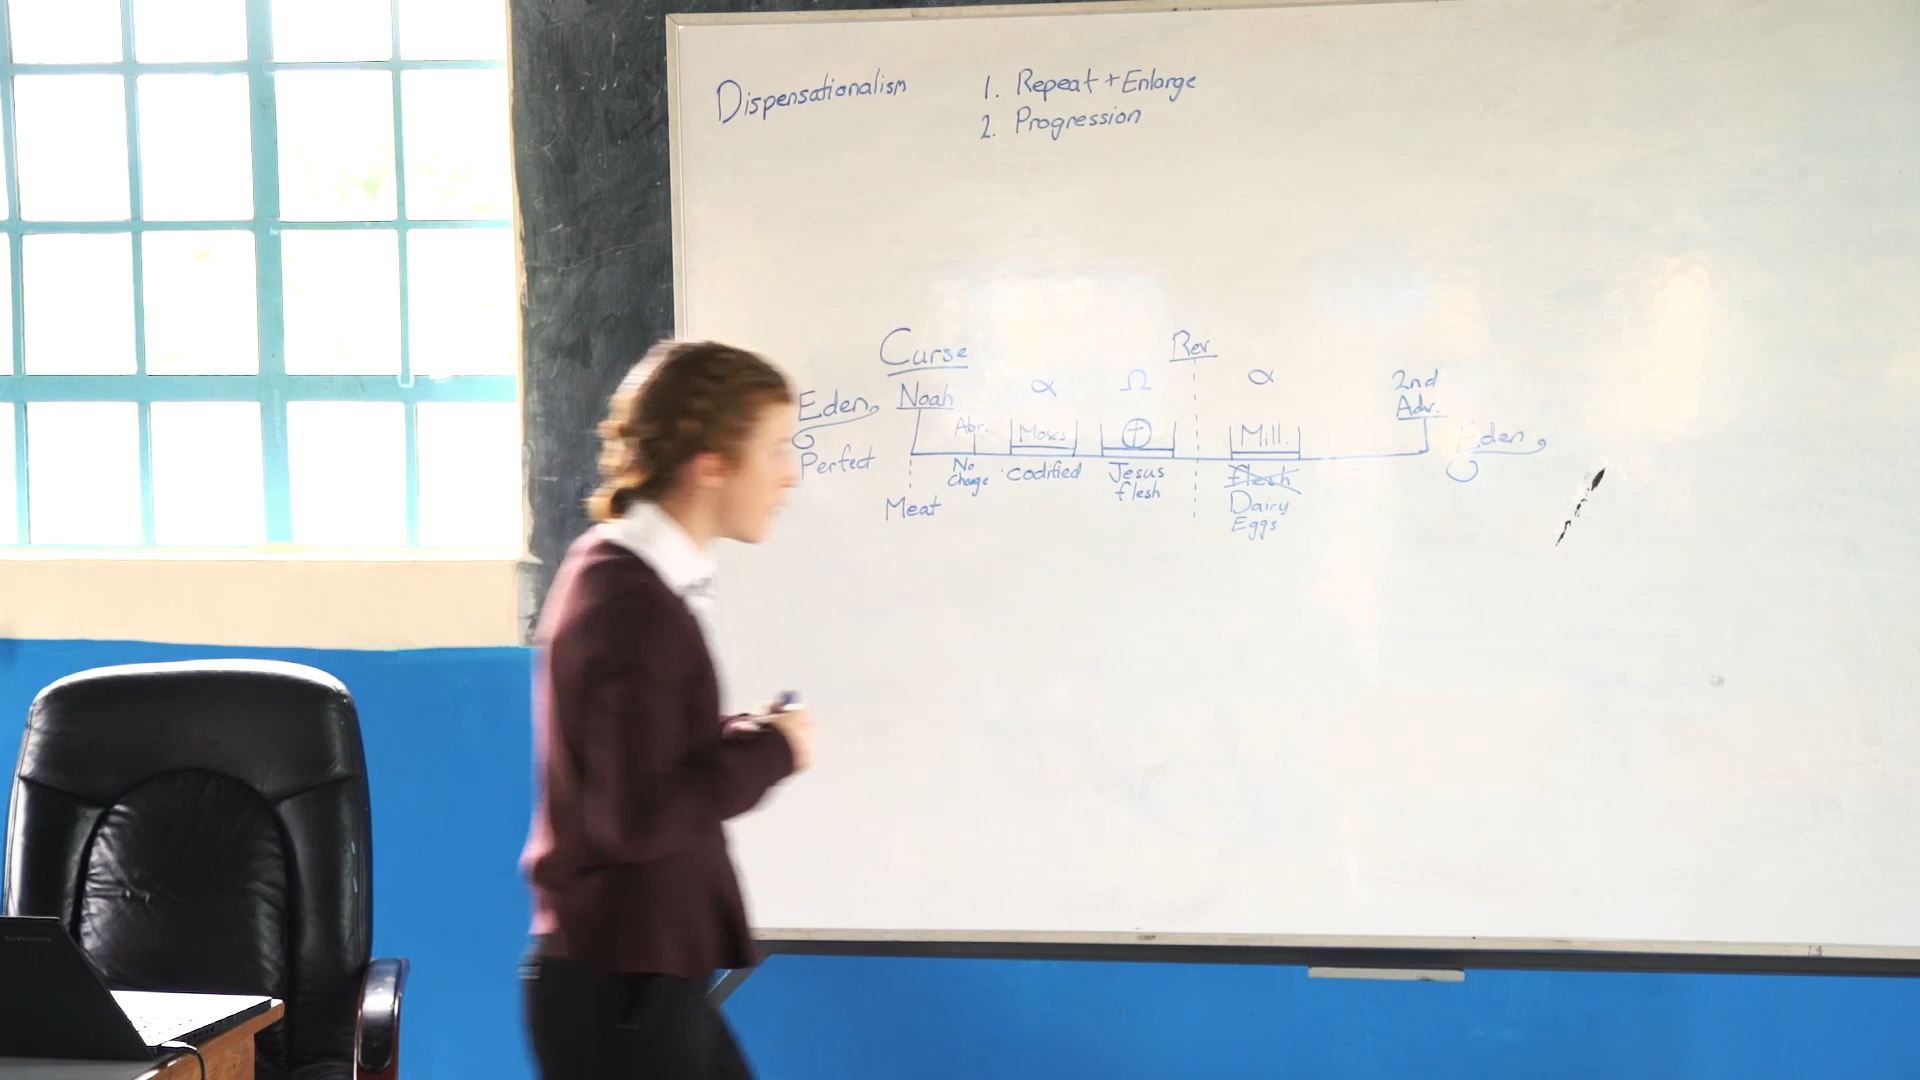 Dispensationalism
1. Repeat + Enlarge
2. Progression
Curse
Rev
Eden
Noah
α
Ω
α
2nd
Adv.
Abr.
Moses
Mill.
Eden
Perfect
No
Change
codified
Jesus
flesh
Flesh
Dairy
Eggs
Meat